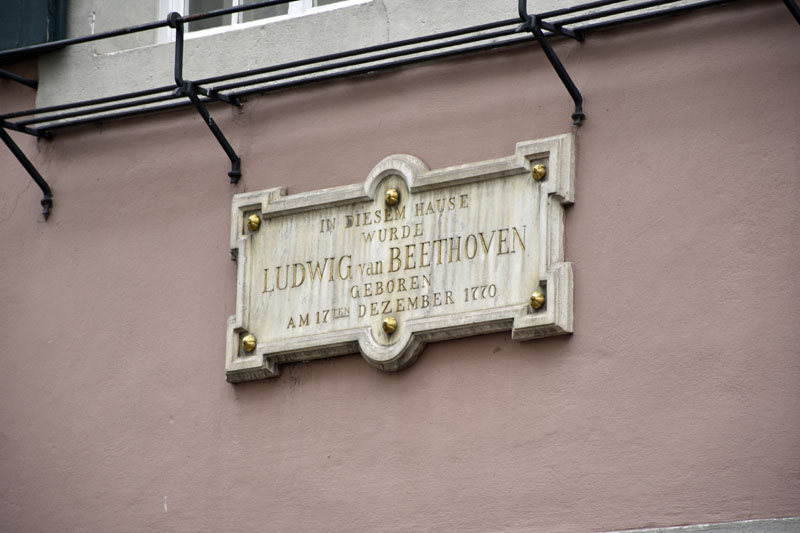 IN DIESEM HAUSE
WURDE
LUDWIG van BEETHOVEN
GEBOREN
AM 17TEN DEZEMBER 1770